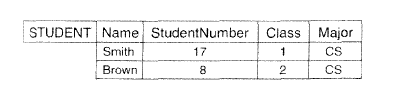 STUDENT Name StudentNumber Class Major
Smith 17 1 CS
Brown 8 2 CS